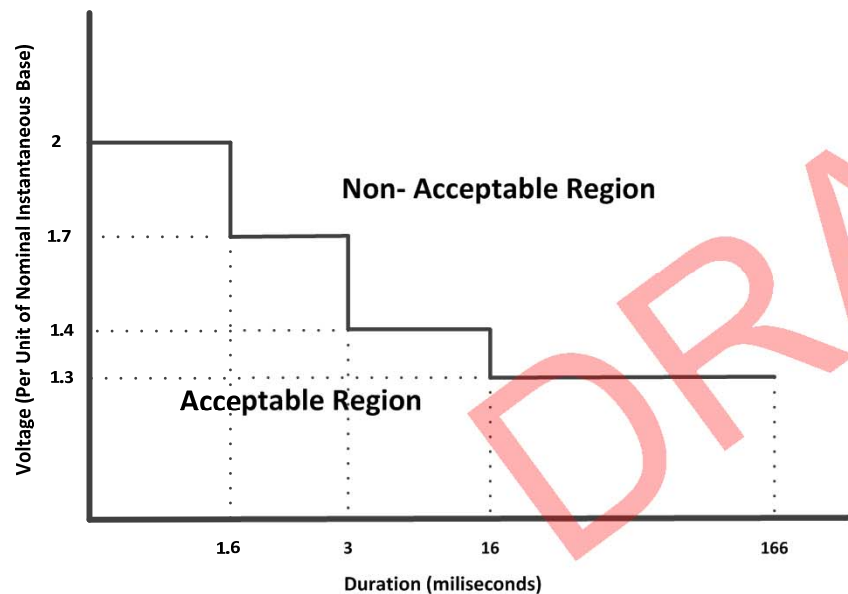 Voltage (Per Unit of Nominal Instantaneous Base)
2
1.7
1.4
1.3
Non- Acceptable Region
Acceptable Region
1.6
3
16
166
Duration (miliseconds)
DRA